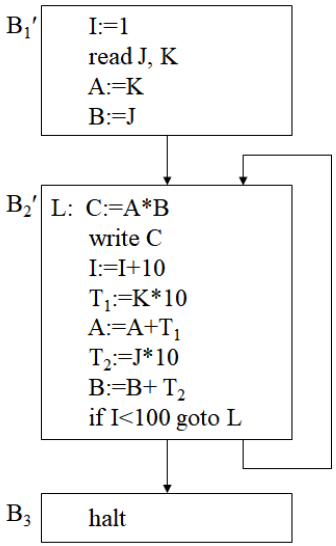 B₁′
I:=1
read J, K
A:=K
B:=J
B₂′
L: C:=A*B
write C
I:=I+10
T₁:=K*10
A:=A+T₁
T₂:=J*10
B:=B+ T₂
if I<100 goto L
B₃
halt